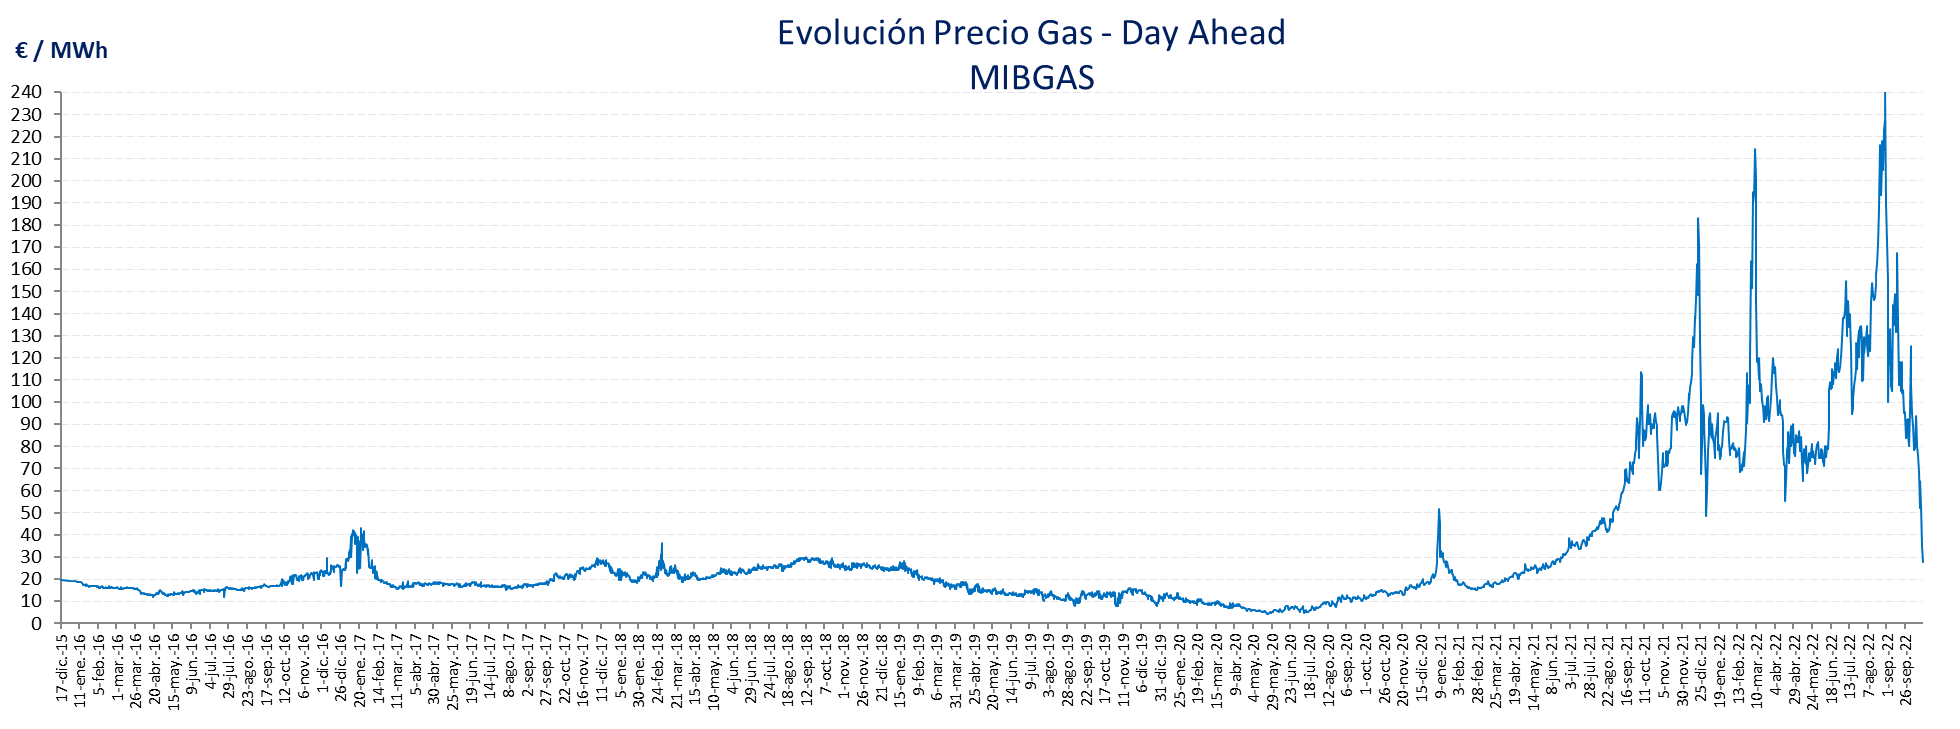 Evolución Precio Gas - Day Ahead
MIBGAS
€ / MWh
240
230
220
210
200
190
180
170
160
150
140
130
120
110
100
90
80
70
60
50
40
30
20
10
0
17-dic.-15
11-ene.-16
5-feb.-16
1-mar.-16
26-mar.-16
20-abr.-16
15-may.-16
9-jun.-16
4-jul.-16
29-jul.-16
23-ago.-16
17-sep.-16
12-oct.-16
6-nov.-16
1-dic.-16
26-dic.-16
20-ene.-17
14-feb.-17
11-mar.-17
5-abr.-17
30-abr.-17
25-may.-17
19-jun.-17
14-jul.-17
8-ago.-17
2-sep.-17
27-sep.-17
22-oct.-17
16-nov.-17
11-dic.-17
5-ene.-18
30-ene.-18
24-feb.-18
21-mar.-18
15-abr.-18
10-may.-18
4-jun.-18
29-jun.-18
24-jul.-18
18-ago.-18
12-sep.-18
7-oct.-18
1-nov.-18
26-nov.-18
21-dic.-18
15-ene.-19
9-feb.-19
6-mar.-19
31-mar.-19
25-abr.-19
20-may.-19
14-jun.-19
9-jul.-19
3-ago.-19
28-ago.-19
22-sep.-19
17-oct.-19
11-nov.-19
6-dic.-19
31-dic.-19
25-ene.-20
19-feb.-20
15-mar.-20
9-abr.-20
4-may.-20
29-may.-20
23-jun.-20
18-jul.-20
12-ago.-20
6-sep.-20
1-oct.-20
26-oct.-20
20-nov.-20
15-dic.-20
9-ene.-21
3-feb.-21
28-feb.-21
25-mar.-21
19-abr.-21
14-may.-21
8-jun.-21
3-jul.-21
28-jul.-21
22-ago.-21
16-sep.-21
11-oct.-21
5-nov.-21
30-nov.-21
25-dic.-21
19-ene.-22
13-feb.-22
10-mar.-22
4-abr.-22
29-abr.-22
24-may.-22
18-jun.-22
13-jul.-22
7-ago.-22
1-sep.-22
26-sep.-22